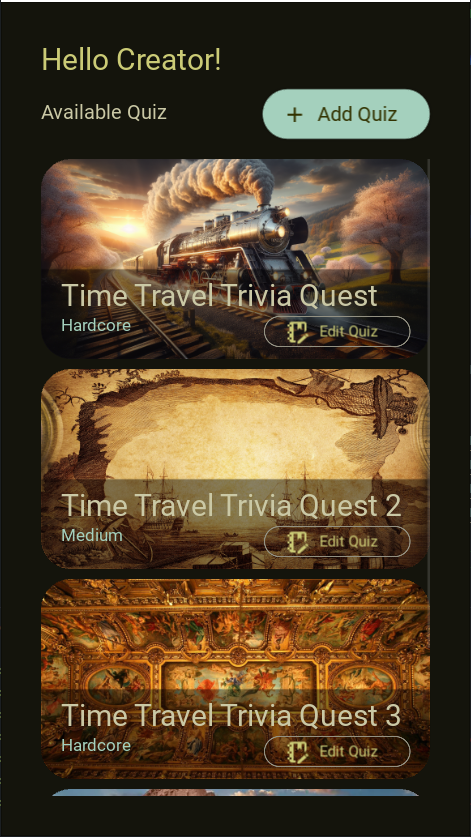 Hello Creator!
Available Quiz
+ Add Quiz
Time Travel Trivia Quest
Hardcore
Edit Quiz
Time Travel Trivia Quest 2
Medium
Edit Quiz
Time Travel Trivia Quest 3
Hardcore
Edit Quiz